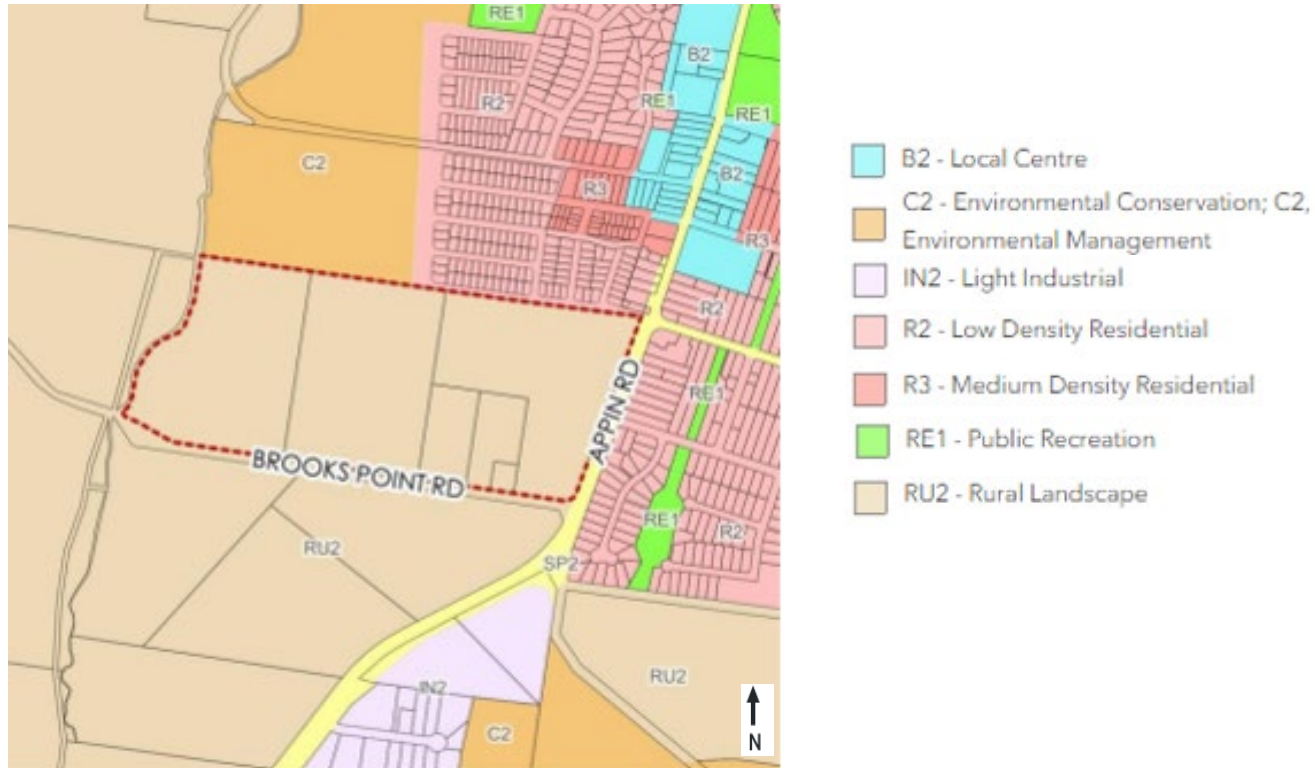 RE1
B2
R2
RE1
RE1
C2
B2
R3
R3
R2
APPIN RD
RE1
BROOKS POINT RD
RE1
R2
RU2
SP2
RU2
IN2
C2
N
B2 - Local Centre
C2 - Environmental Conservation; C2,
Environmental Management
IN2 - Light Industrial
R2 - Low Density Residential
R3 - Medium Density Residential
RE1 - Public Recreation
RU2 - Rural Landscape